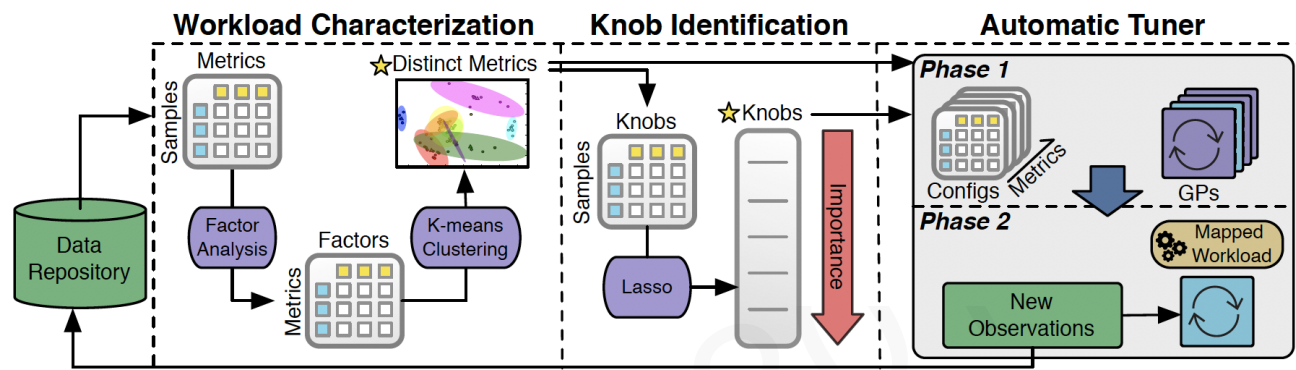 Workload Characterization
Knob Identification
Automatic Tuner
Data
Repository
Metrics
Samples
Factor
Analysis
Factors
Metrics
K-means
Clustering
Distinct Metrics
Knobs
Samples
Lasso
Knobs
Importance
Phase 1
Configs
Metrics
GPs
Phase 2
Mapped
Workload
New
Observations